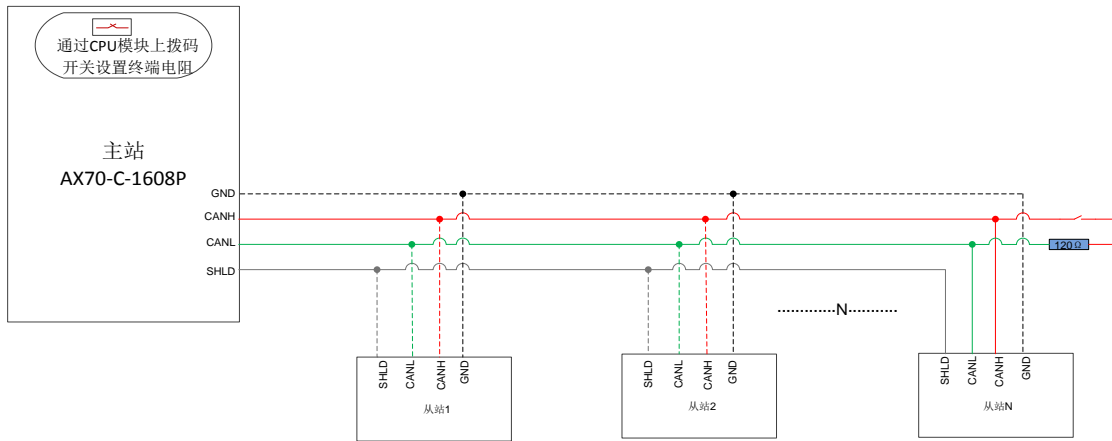 通过CPU模块上拨码
开关设置终端电阻
主站
AX70-C-1608P
GND
CANH
CANL
SHLD
120Ω
N
SHLD
CANL
CANH
GND
从站1
SHLD
CANL
CANH
GND
从站2
SHLD
CANL
CANH
GND
从站N